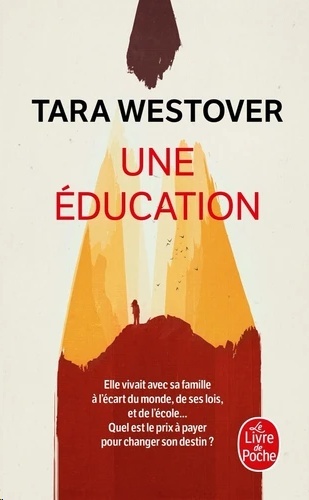 TARA WESTOVER
UNE
ÉDUCATION
Elle vivait avec sa famille
à l'écart du monde, de ses lois,
et de l'école...
Quel est le prix à payer
pour changer son destin ?
Le
Livre
de
Poche